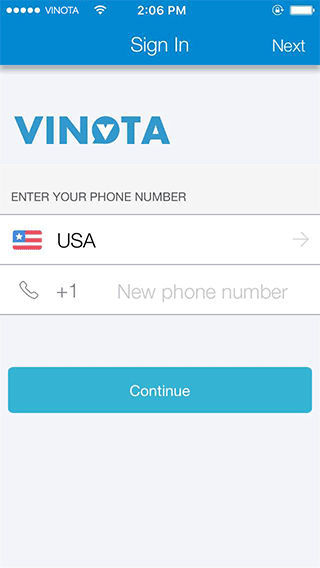 VINOTA 2:06 PM
Sign In Next
VINOTA
ENTER YOUR PHONE NUMBER
USA
+1 New phone number
Continue